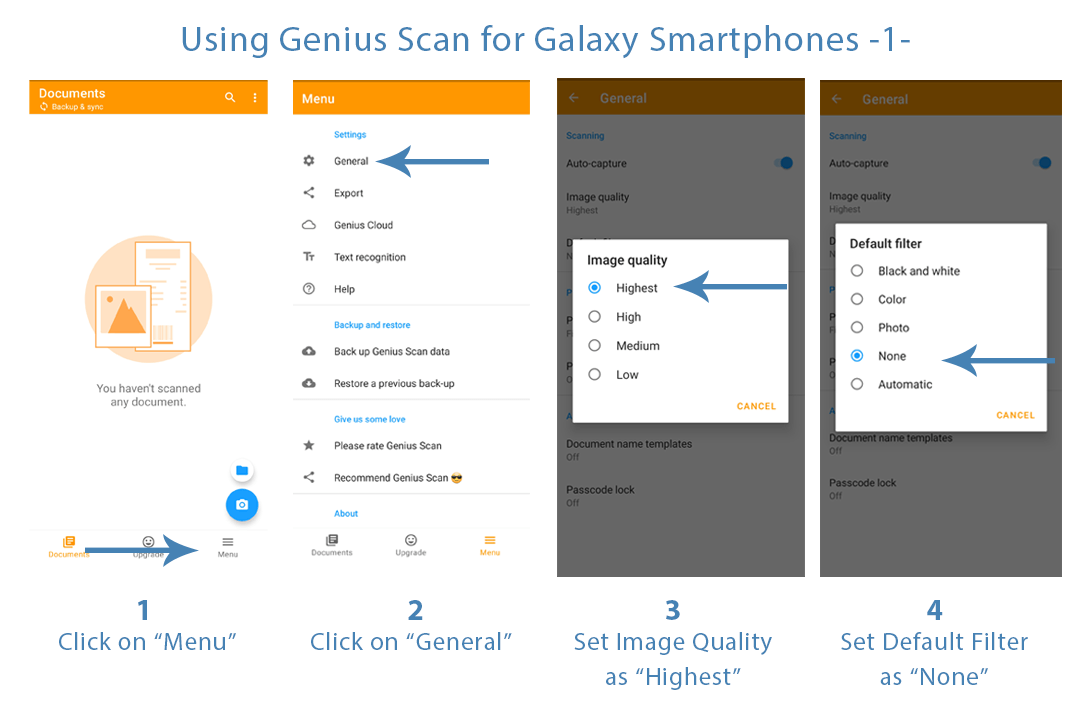 Using Genius Scan for Galaxy Smartphones -1-
Documents
Backup & sync
You haven't scanned
any document.
Documents
Upgrade
Menu
Menu
Settings
General
Export
Genius Cloud
Text recognition
Help
Backup and restore
Back up Genius Scan data
Restore a previous back-up
Give us some love
Please rate Genius Scan
Recommend Genius Scan 😎
About
Documents
Upgrade
Menu
General
Scanning
Auto-capture
Image quality
Highest
Image quality
Highest
High
Medium
Low
CANCEL
Document name templates
Off
Passcode lock
Off
General
Scanning
Auto-capture
Image quality
Highest
Default filter
Black and white
Color
Photo
None
Automatic
CANCEL
Document name templates
Off
Passcode lock
Off
1
Click on “Menu”
2
Click on “General”
3
Set Image Quality
as “Highest”
4
Set Default Filter
as “None”